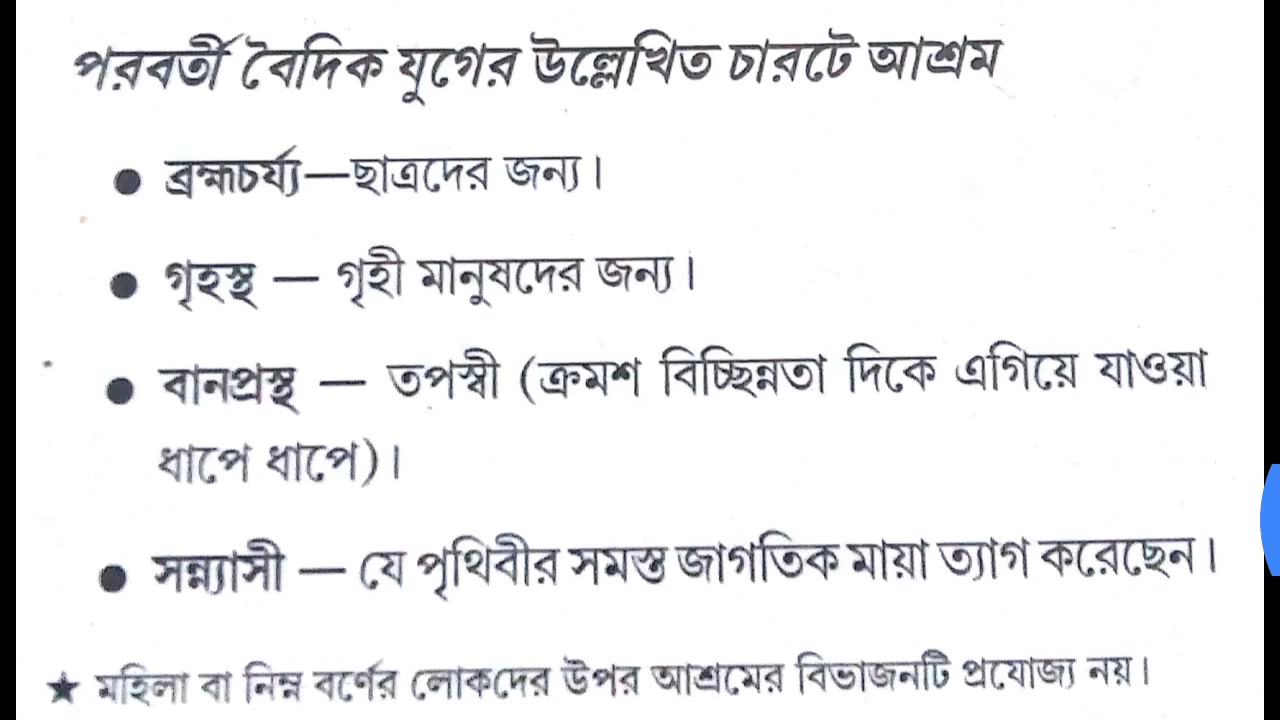 পরবর্তী বৈদিক যুগের উল্লেখিত চারটে আশ্রম
● ব্রহ্মচর্য্য—ছাত্রদের জন্য।
● গৃহস্থ — গৃহী মানুষদের জন্য।
● বানপ্রস্থ — তপস্বী (ক্রমশ বিচ্ছিন্নতা দিকে এগিয়ে যাওয়া
ধাপে ধাপে)।
● সন্ন্যাসী — যে পৃথিবীর সমস্ত জাগতিক মায়া ত্যাগ করেছেন।
★ মহিলা বা নিম্ন বর্ণের লোকদের উপর আশ্রমের বিভাজনটি প্রযোজ্য নয়।